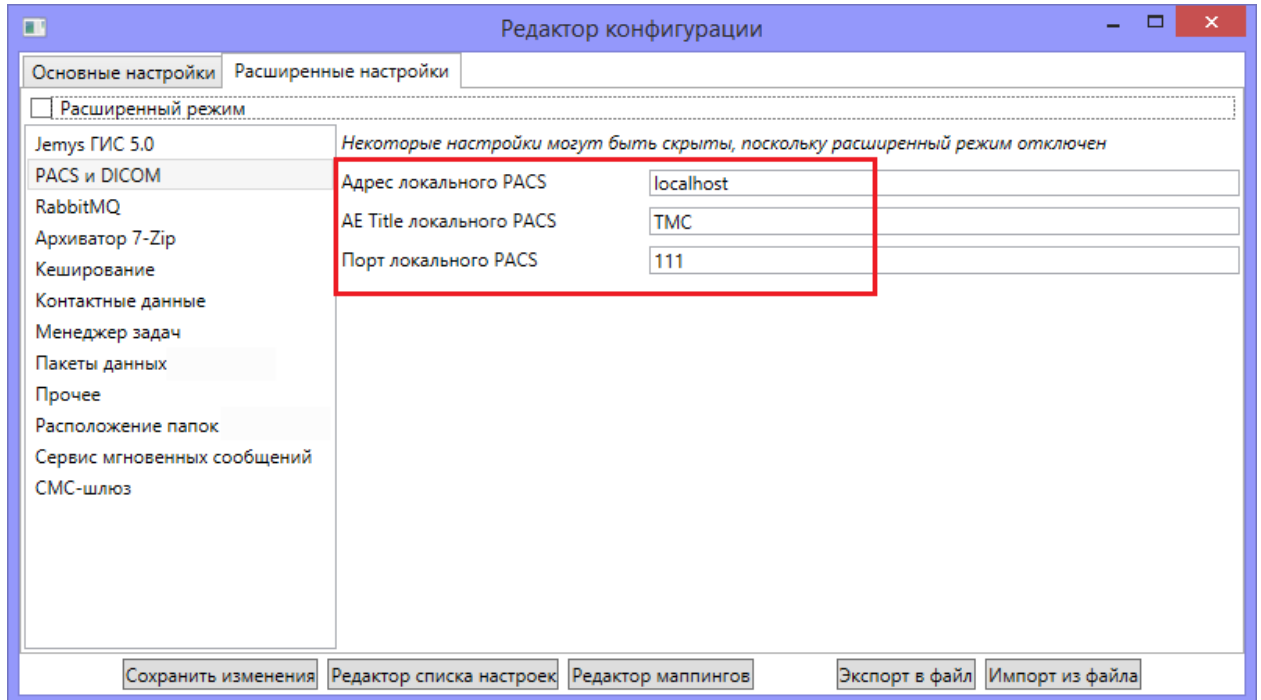 Редактор конфигурации
Основные настройки Расширенные настройки
Расширенный режим
Jemys ГИС 5.0
PACS и DICOM
RabbitMQ
Архиватор 7-Zip
Кеширование
Контактные данные
Менеджер задач
Пакеты данных
Прочее
Расположение папок
Сервис мгновенных сообщений
СМС-шлюз
Некоторые настройки могут быть скрыты, поскольку расширенный режим отключен
Адрес локального PACS localhost
AE Title локального PACS TMC
Порт локального PACS 111
Сохранить изменения Редактор списка настроек Редактор маппингов Экспорт в файл Импорт из файла